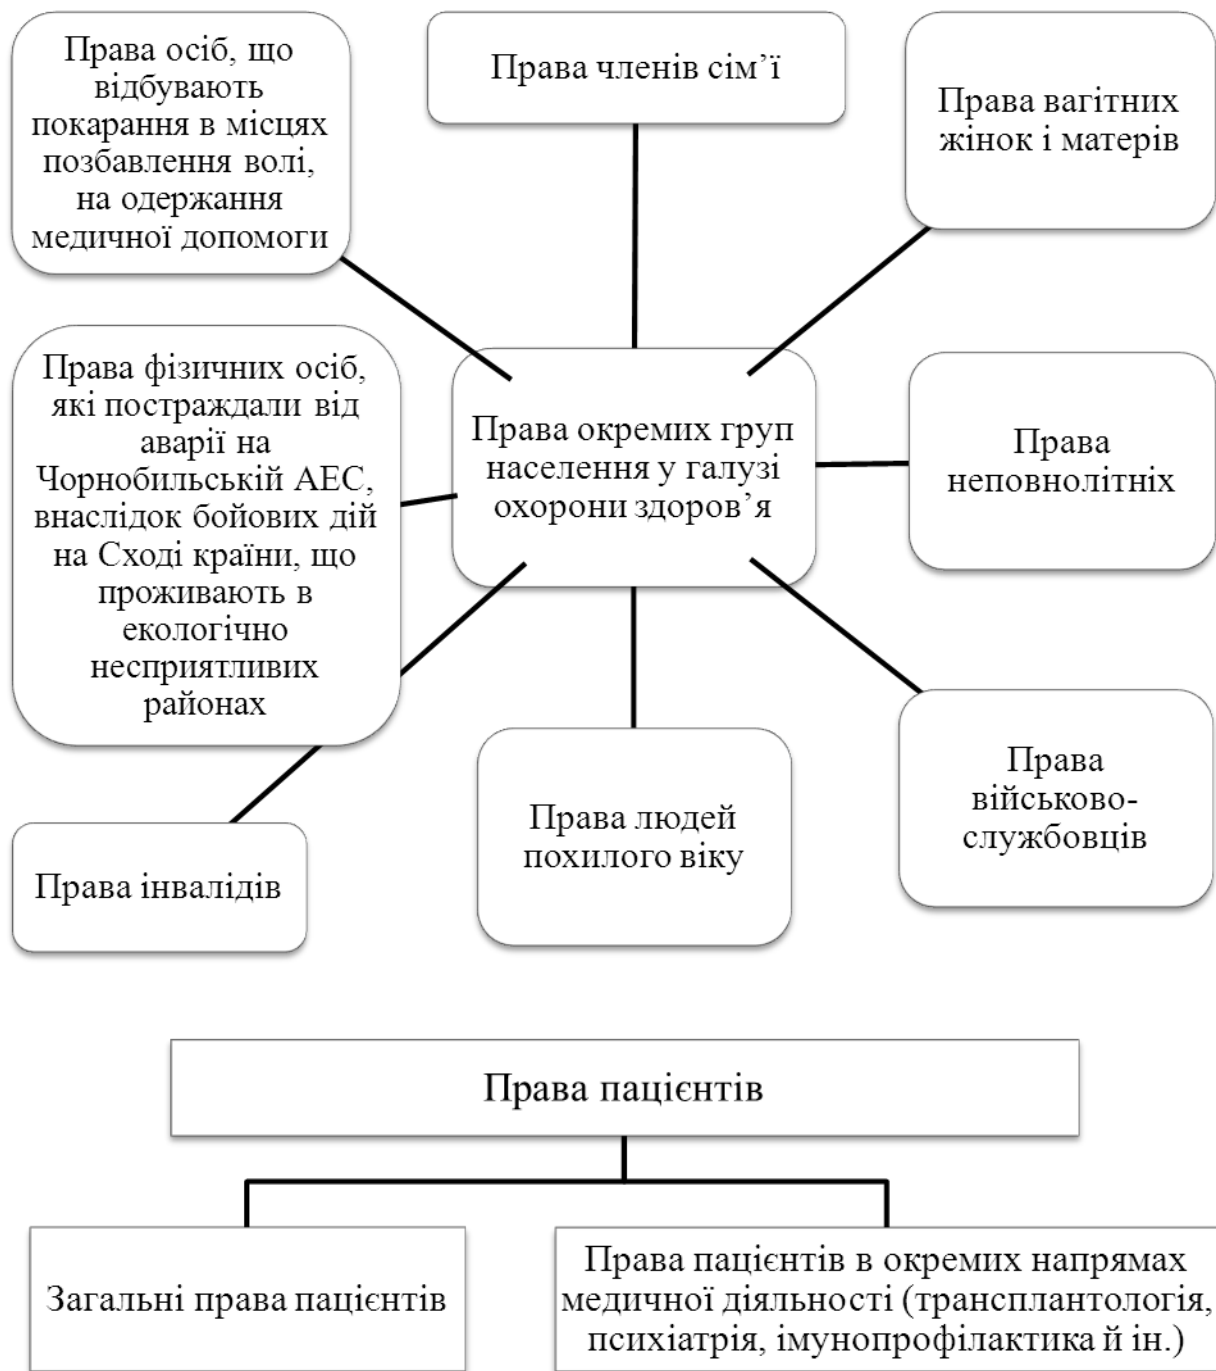 Права осіб, що
відбувають
покарання в місцях
позбавлення волі,
на одержання
медичної допомоги
Права членів сім’ї
Права вагітних
жінок і матерів
Права фізичних осіб,
які постраждали від
аварії на
Чорнобильській АЕС,
внаслідок бойових дій
на Сході країни, що
проживають в
екологічно
несприятливих
районах
Права окремих груп
населення у галузі
охорони здоров’я
Права
неповнолітніх
Права інвалідів
Права людей
похилого віку
Права
військово-
службовців
Права пацієнтів
Загальні права пацієнтів
Права пацієнтів в окремих напрямах
медичної діяльності (трансплантологія,
психіатрія, імунопрофілактика й ін.)